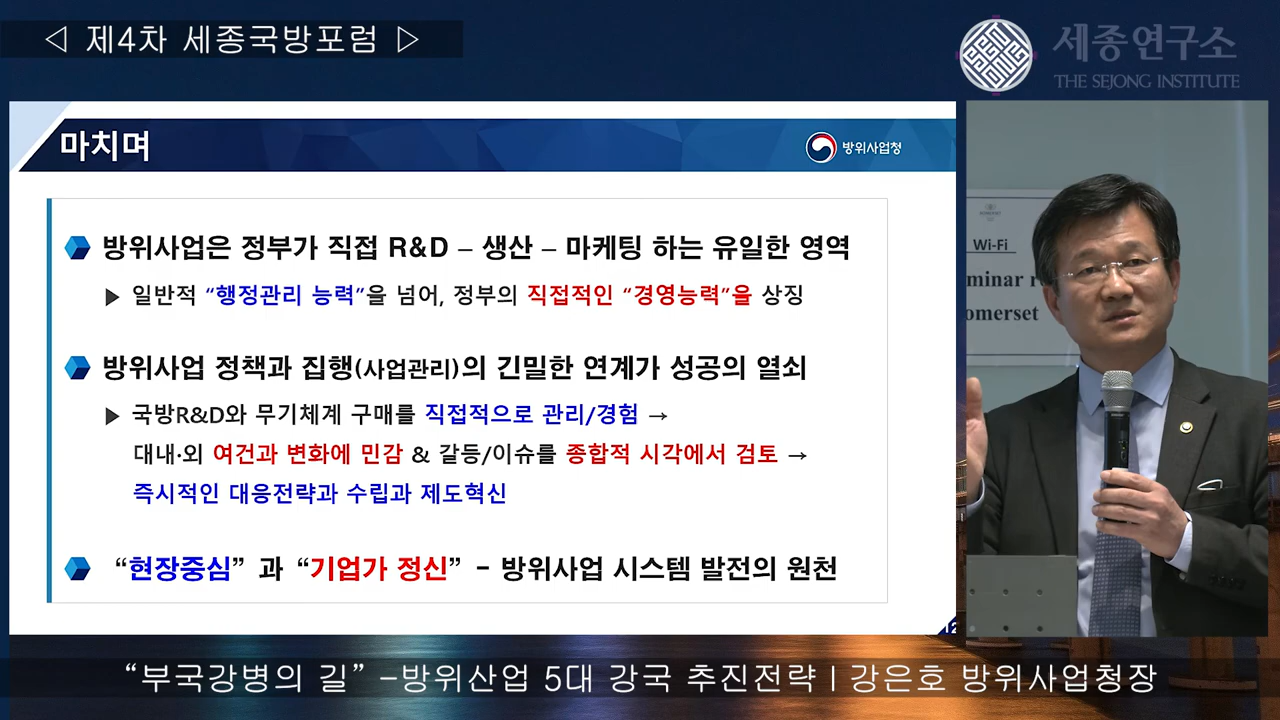 ◁ 제4차 세종국방포럼 ▷
세종연구소
THE SEJONG INSTITUTE
마치며
방위사업청
방위사업은 정부가 직접 R&D – 생산 – 마케팅 하는 유일한 영역
▶ 일반적 “행정관리 능력”을 넘어, 정부의 직접적인 “경영능력”을 상징
방위사업 정책과 집행(사업관리)의 긴밀한 연계가 성공의 열쇠
▶ 국방R&D와 무기체계 구매를 직접적으로 관리/경험 →
대내·외 여건과 변화에 민감 & 갈등/이슈를 종합적 시각에서 검토 →
즉시적인 대응전략과 수립과 제도혁신
“현장중심” 과 “기업가 정신” - 방위사업 시스템 발전의 원천
12
Wi-Fi
“부국강병의 길” -방위산업 5대 강국 추진전략 | 강은호 방위사업청장